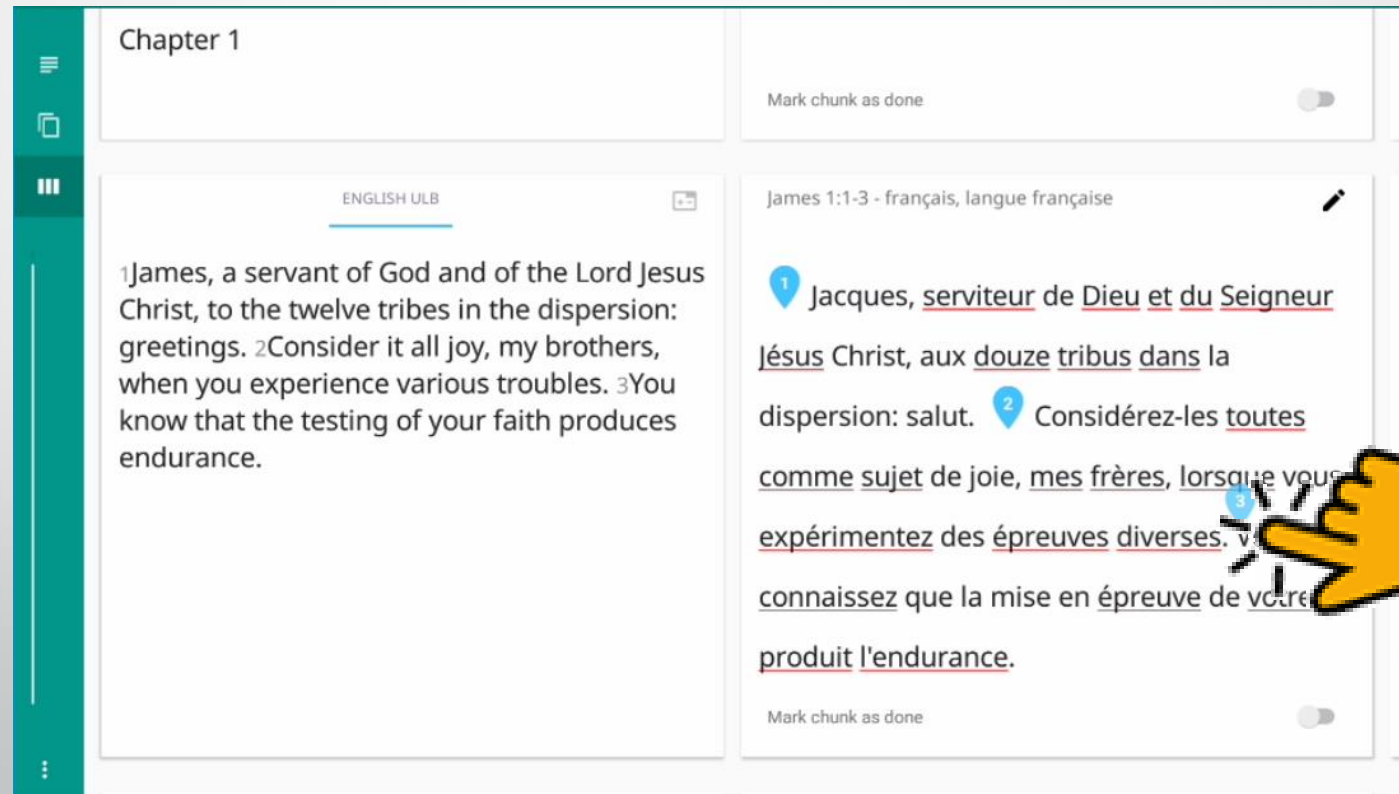 Chapter 1
Mark chunk as done
ENGLISH ULB
1James, a servant of God and of the Lord Jesus
Christ, to the twelve tribes in the dispersion:
greetings. 2Consider it all joy, my brothers,
when you experience various troubles. 3You
know that the testing of your faith produces
endurance.
James 1:1-3 - français, langue française
1 Jacques, serviteur de Dieu et du Seigneur
Jésus Christ, aux douze tribus dans la
dispersion: salut. 2 Considérez-les toutes
comme sujet de joie, mes frères, lorsque vous
3
expérimentez des épreuves diverses.
connaissez que la mise en épreuve de votre
produit l'endurance.
Mark chunk as done